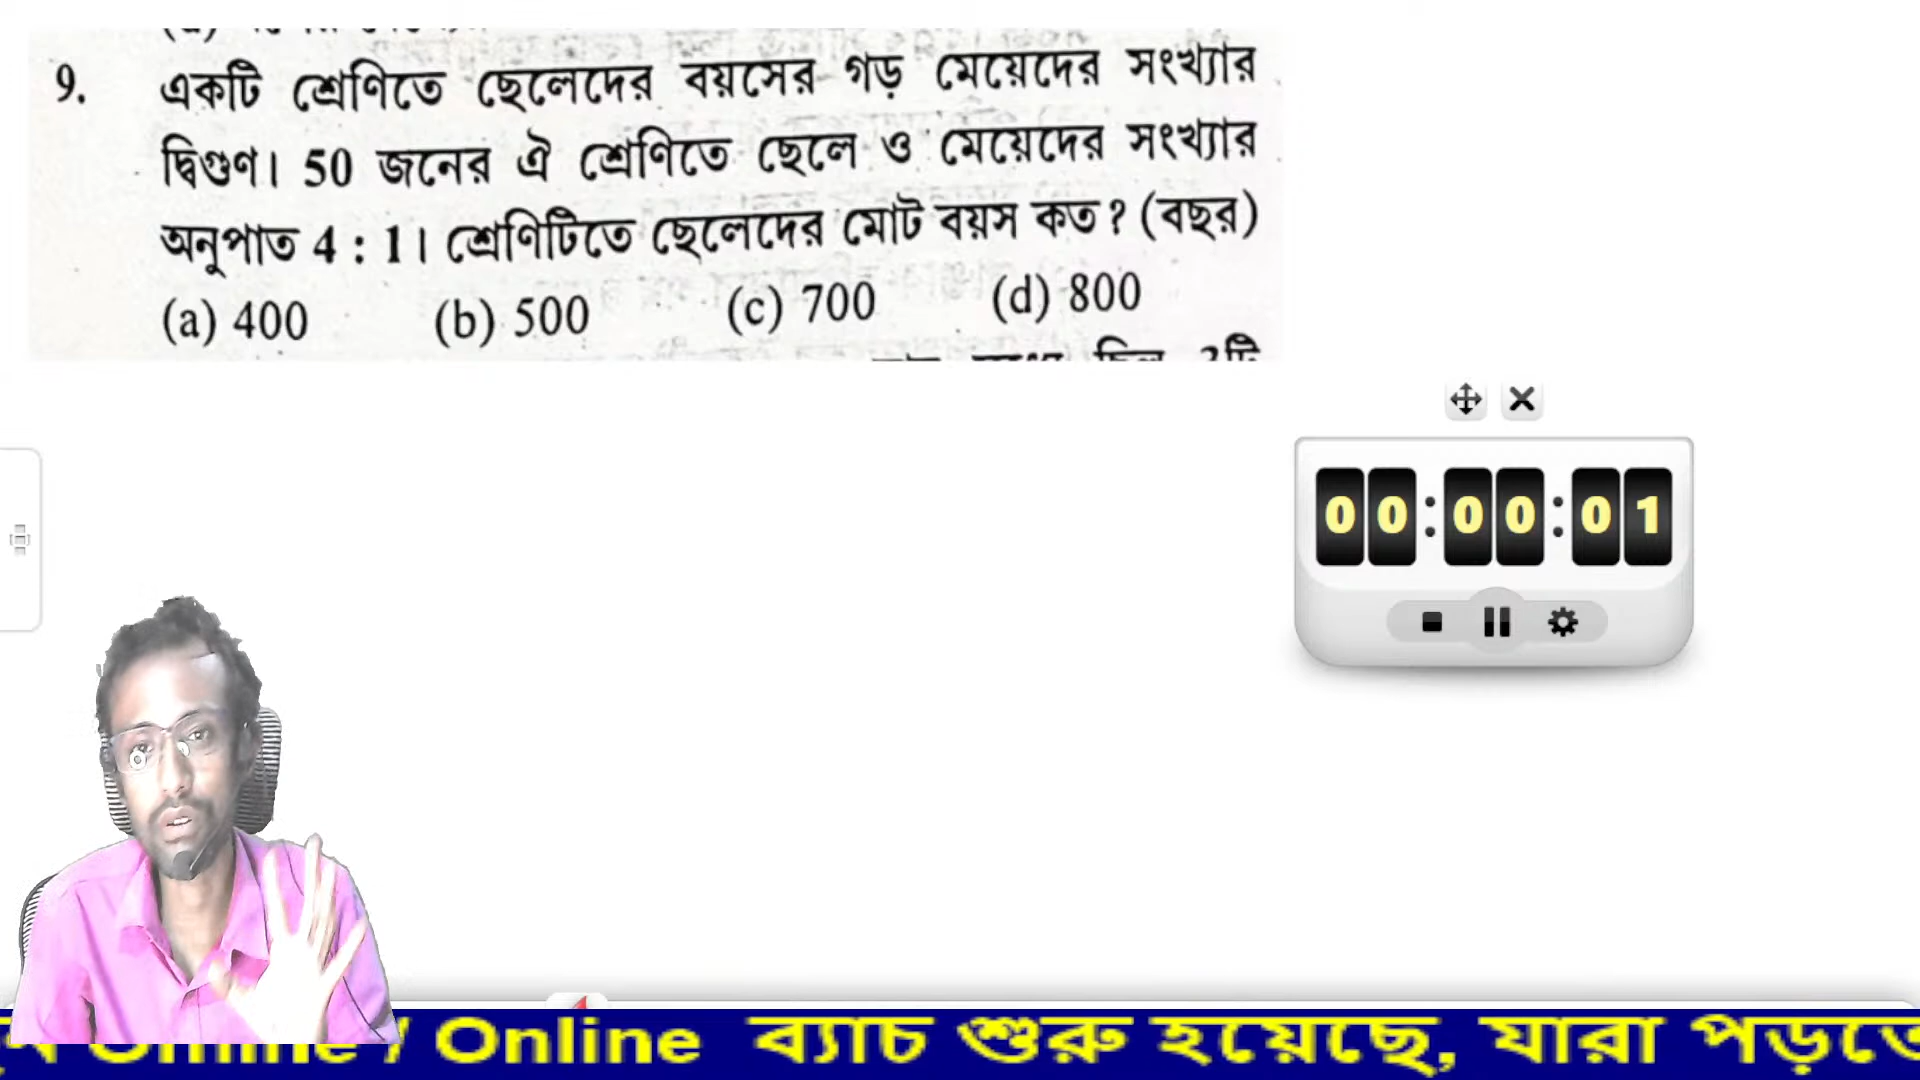 9. একটি শ্রেণিতে ছেলেদের বয়সের গড় মেয়েদের সংখ্যার
দ্বিগুণ। 50 জনের ঐ শ্রেণিতে ছেলে ও মেয়েদের সংখ্যার
অনুপাত 4 : 1। শ্রেণিটিতে ছেলেদের মোট বয়স কত? (বছর)
(a) 400 (b) 500 (c) 700 (d) 800
00:00:01
Online / Online ব্যাচ শুরু হয়েছে, যারা পড়তে